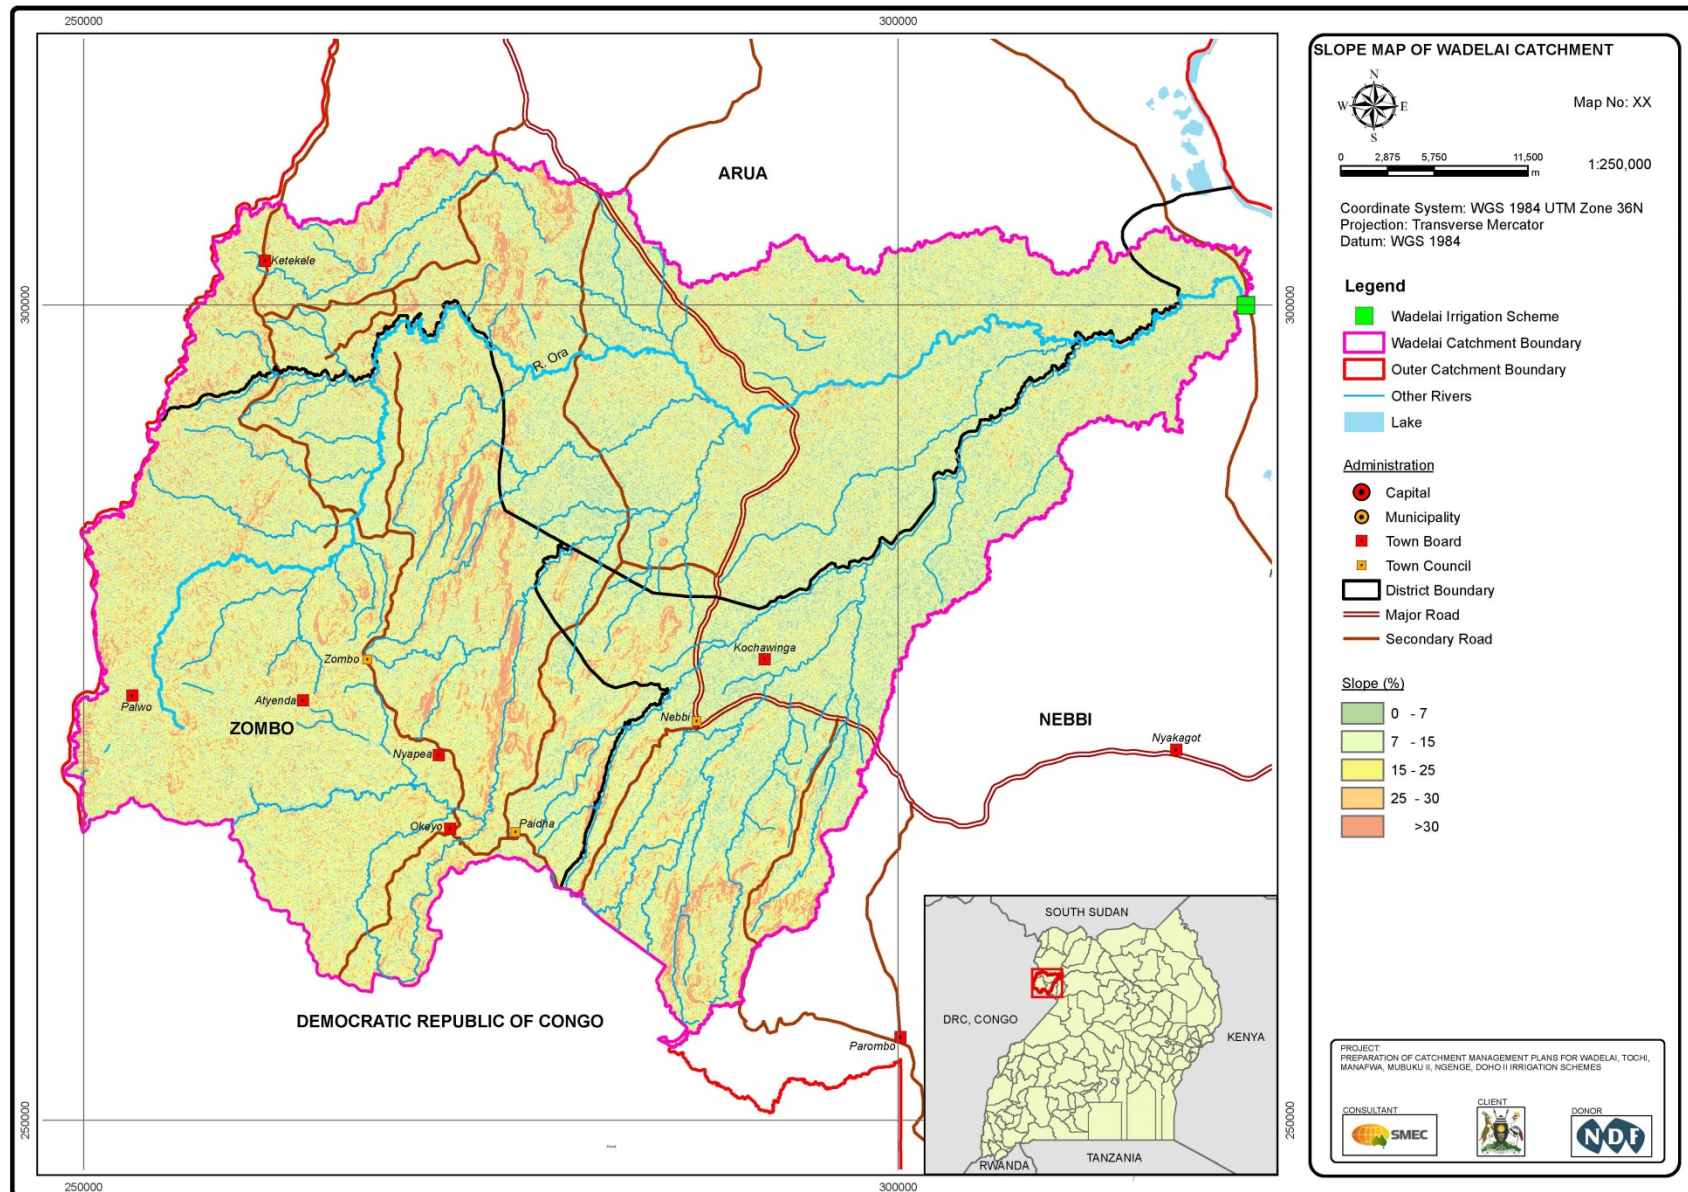 250000
300000
300000
300000
250000
250000
250000
300000
ARUA
Ketekele
R. Ora
Kochawinga
Zombo
Palwo
Atyenda
ZOMBO
Nebbi
NEBBI
Nyakagot
Nyapea
Okeyo
Paidha
DEMOCRATIC REPUBLIC OF CONGO
Parombo
SOUTH SUDAN
DRC, CONGO
KENYA
RWANDA
TANZANIA
SLOPE MAP OF WADELAI CATCHMENT
N
W E
S
Map No: XX
0 2,875 5,750 11,500
m
1:250,000
Coordinate System: WGS 1984 UTM Zone 36N
Projection: Transverse Mercator
Datum: WGS 1984
Legend
Wadelai Irrigation Scheme
Wadelai Catchment Boundary
Outer Catchment Boundary
Other Rivers
Lake
Administration
Capital
Municipality
Town Board
Town Council
District Boundary
Major Road
Secondary Road
Slope (%)
0 - 7
7 - 15
15 - 25
25 - 30
>30
PROJECT:
PREPARATION OF CATCHMENT MANAGEMENT PLANS FOR WADELAI, TOCHI,
MANAFWA, MUBUKU II, NGENGE, DOHO II IRRIGATION SCHEMES
CONSULTANT
SMEC
CLIENT
DONOR
NDF